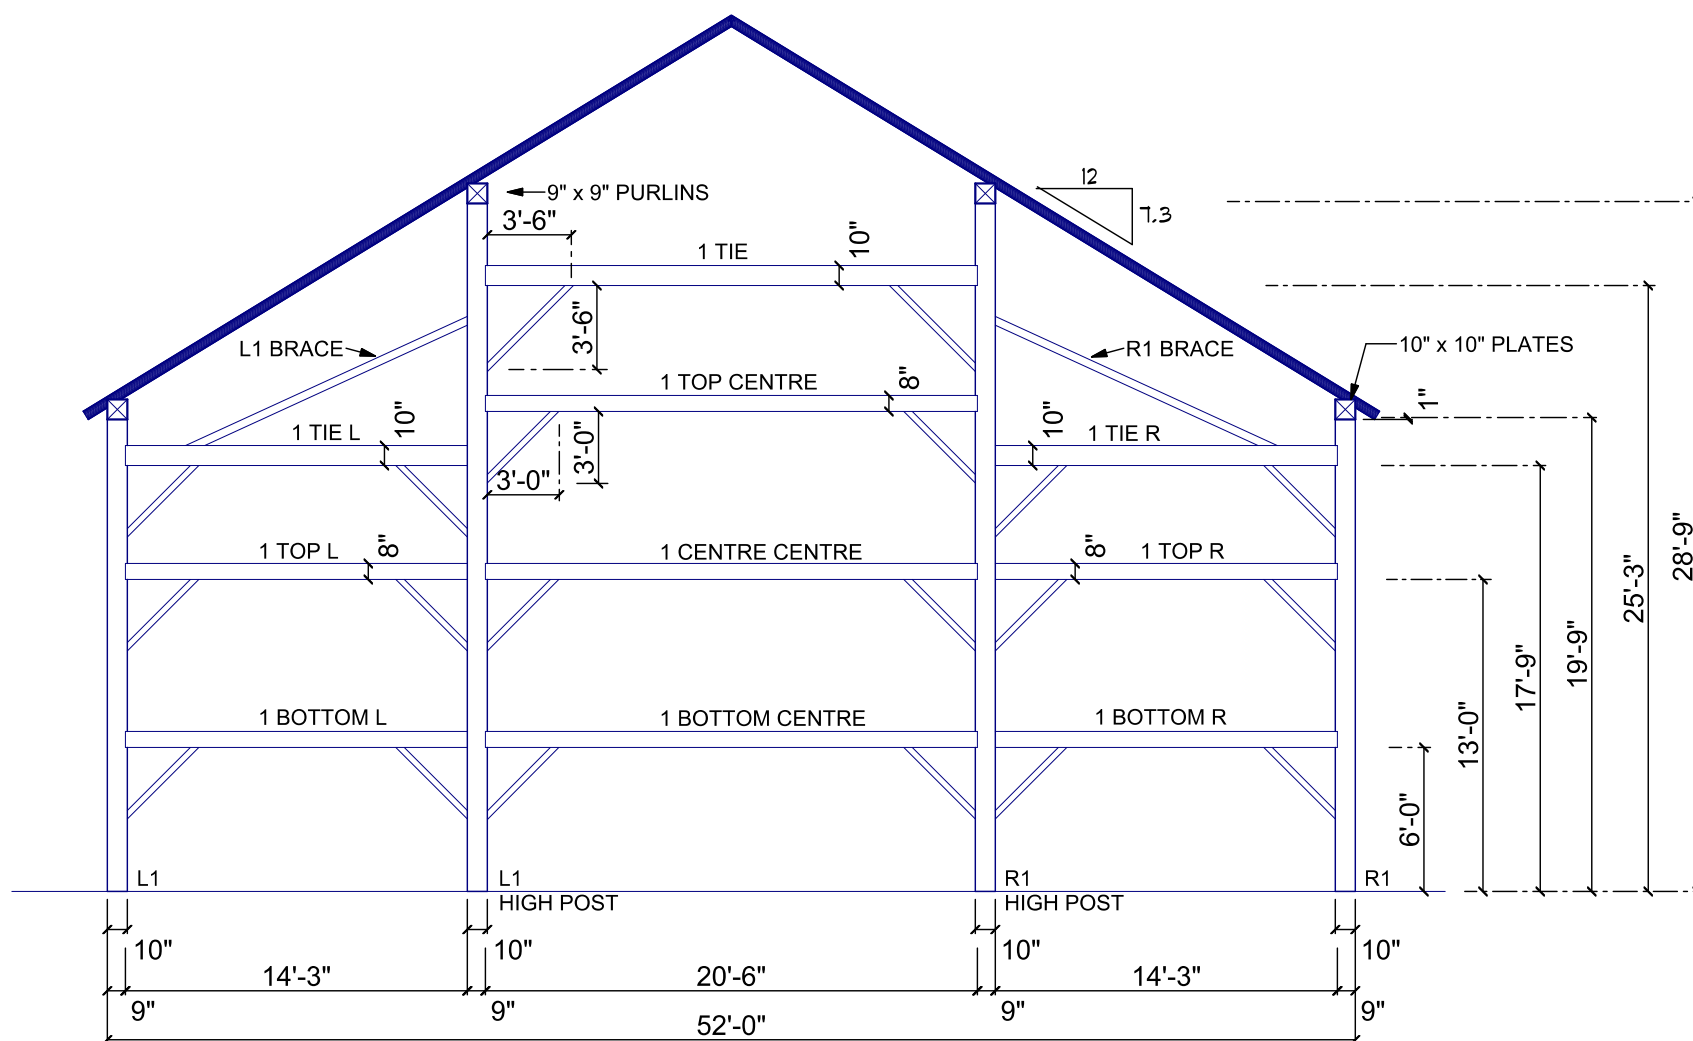 12
7.3
9" x 9" PURLINS
3'-6"
1 TIE
10"
3'-6"
L1 BRACE
R1 BRACE
10" x 10" PLATES
1 TOP CENTRE
8"
1"
1 TIE L
10"
3'-0"
3'-0"
10"
1 TIE R
1 TOP L
8"
1 CENTRE CENTRE
8"
1 TOP R
28'-9"
25'-3"
19'-9"
17'-9"
13'-0"
6'-0"
1 BOTTOM L
1 BOTTOM CENTRE
1 BOTTOM R
L1
L1
HIGH POST
R1
HIGH POST
R1
10"
10"
10"
10"
14'-3"
20'-6"
14'-3"
9"
9"
9"
9"
52'-0"